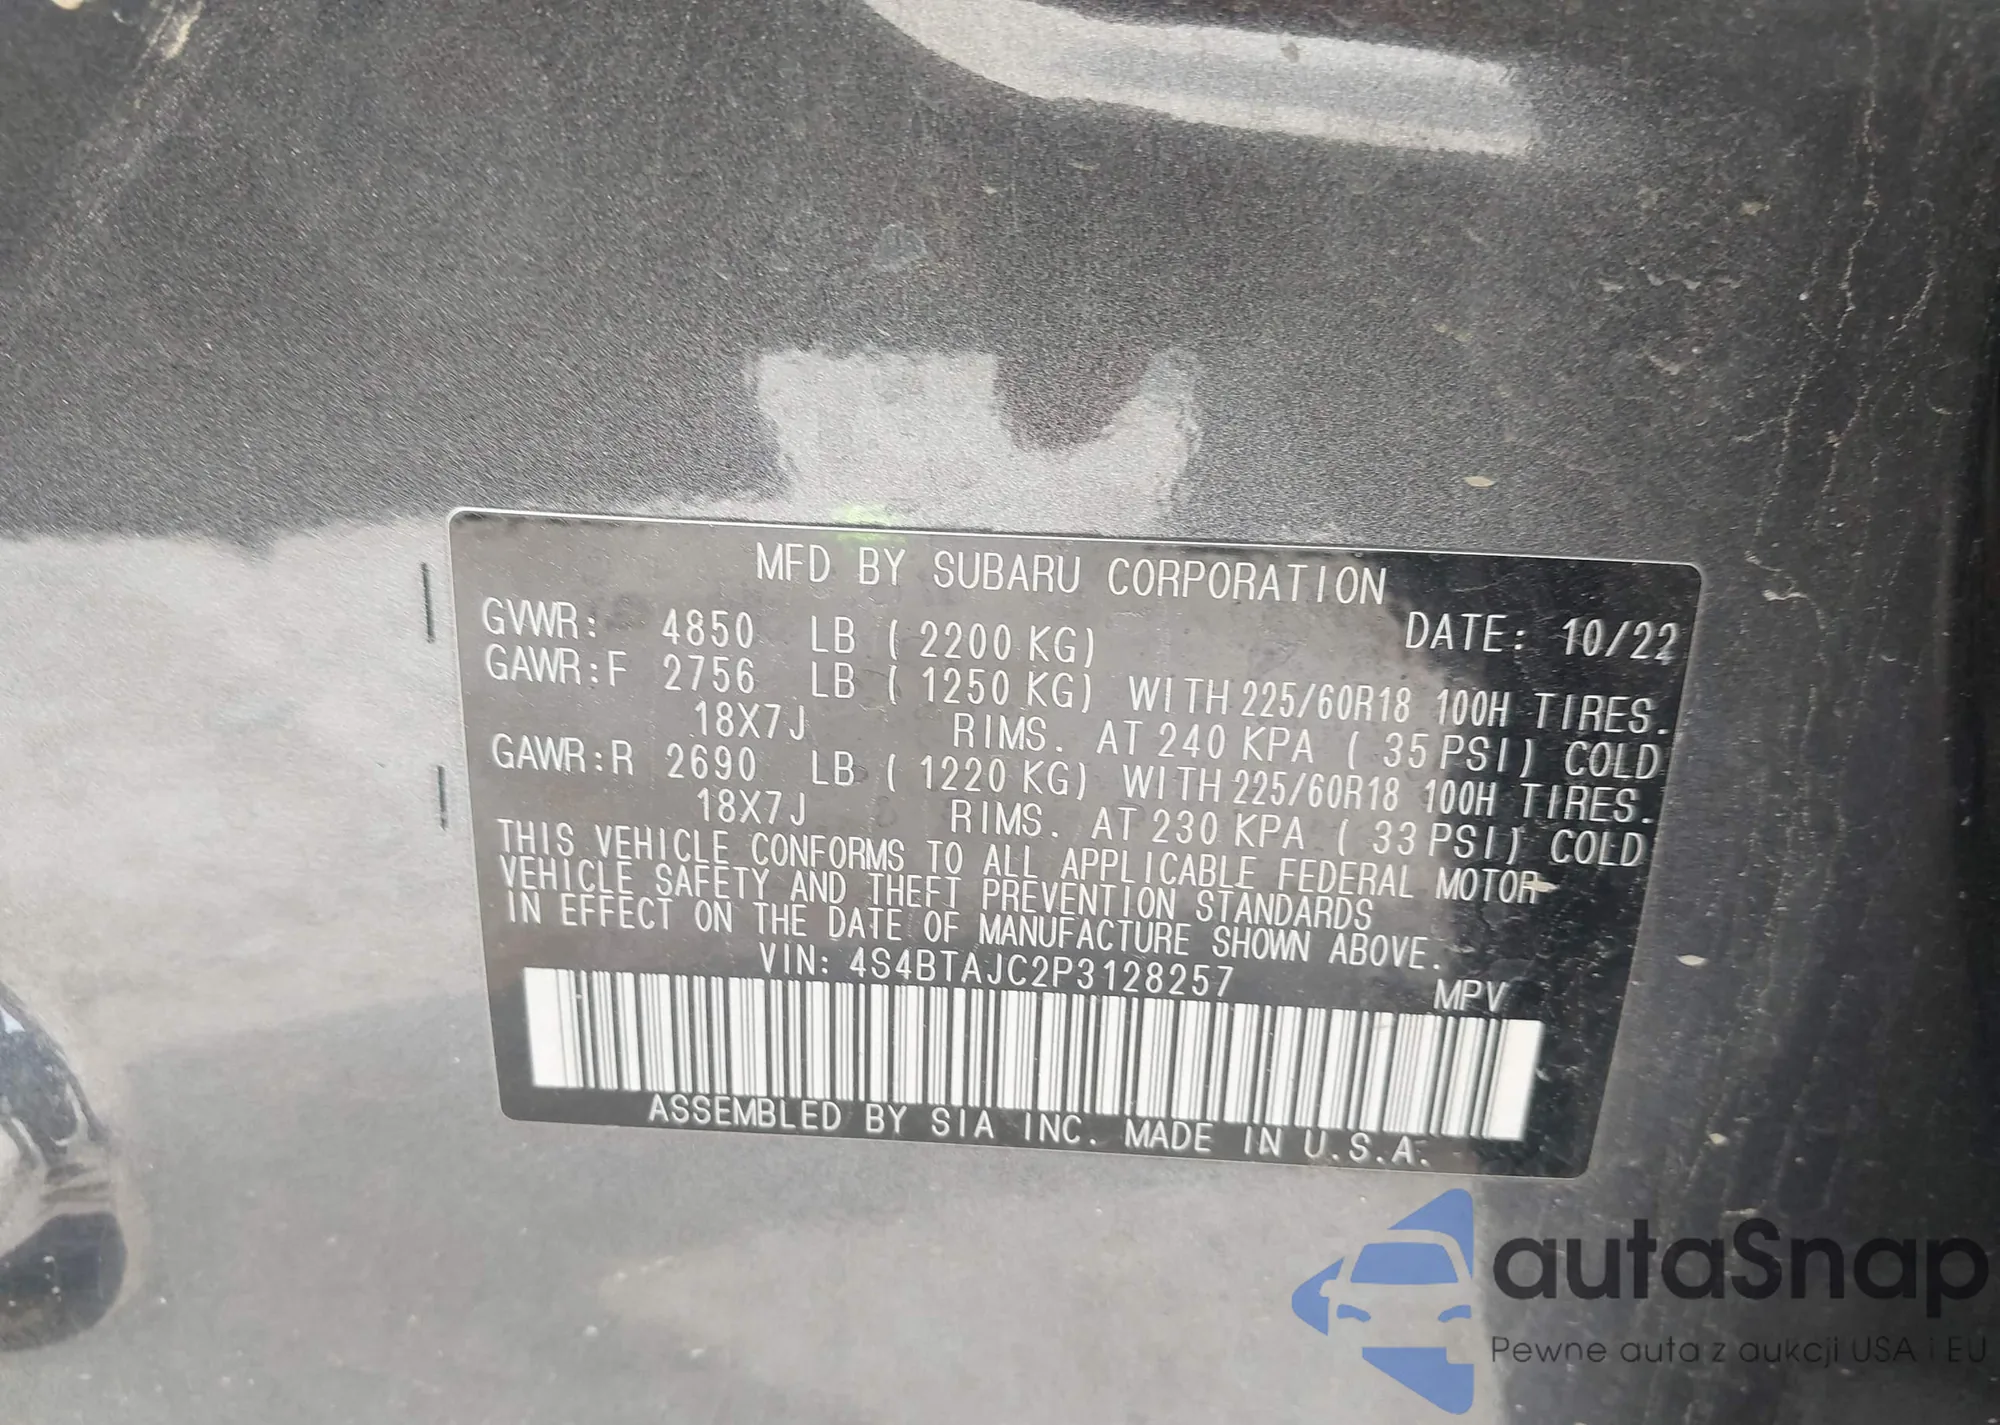 MFD BY SUBARU CORPORATION
GVWR: 4850 LB ( 2200 KG) DATE: 10/22
GAWR:F 2756 LB ( 1250 KG) WITH 225/60R18 100H TIRES.
18X7J RIMS. AT 240 KPA ( 35 PSI) COLD
GAWR:R 2690 LB ( 1220 KG) WITH 225/60R18 100H TIRES.
18X7J RIMS. AT 230 KPA ( 33 PSI) COLD
THIS VEHICLE CONFORMS TO ALL APPLICABLE FEDERAL MOTOR
VEHICLE SAFETY AND THEFT PREVENTION STANDARDS
IN EFFECT ON THE DATE OF MANUFACTURE SHOWN ABOVE.
VIN: 4S4BTAJC2P3128257 MPV
ASSEMBLED BY SIA INC. MADE IN U.S.A.
autaSnap
Pewne auta z aukcji USA i EU